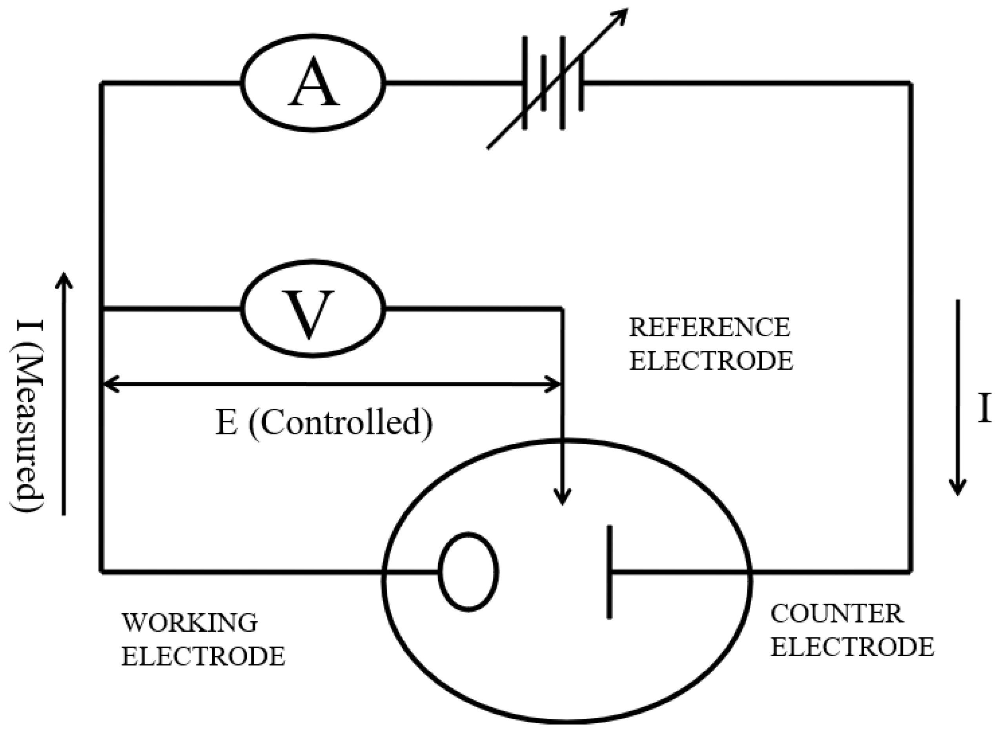 A
V
REFERENCE
ELECTRODE
I (Measured)
E (Controlled)
I
WORKING
ELECTRODE
COUNTER
ELECTRODE